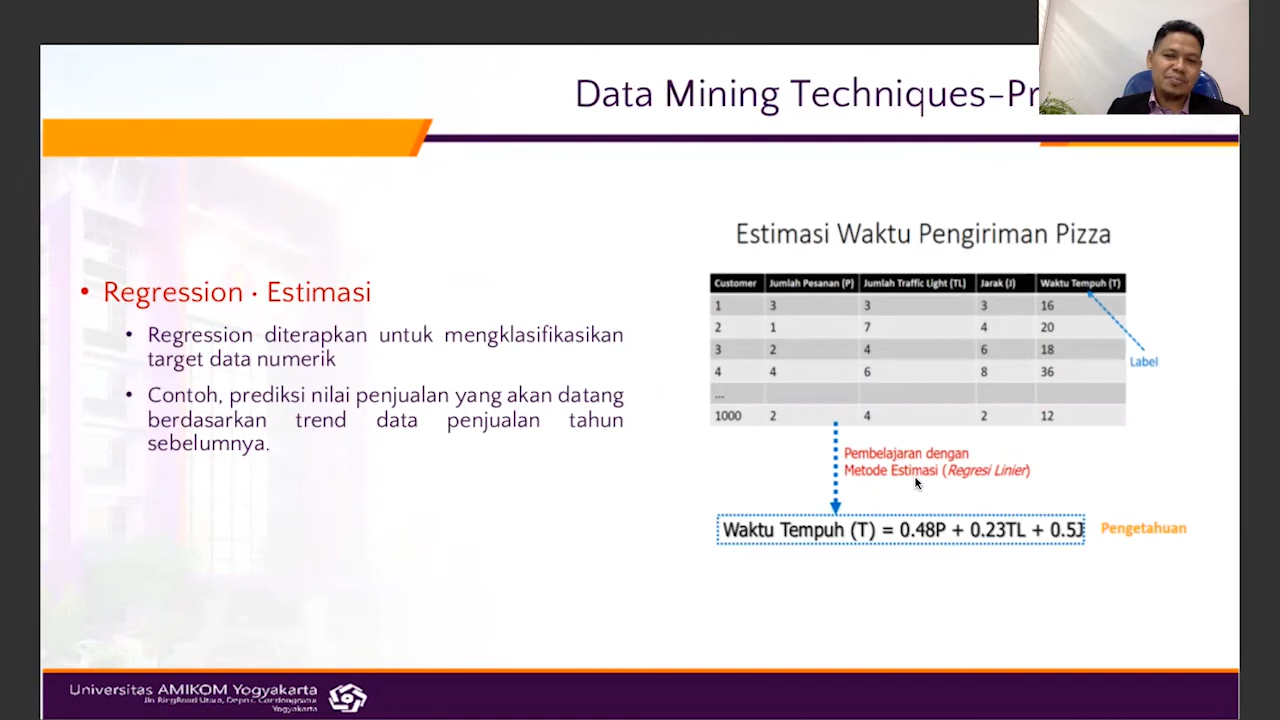 Data Mining Techniques-Pr
Estimasi Waktu Pengiriman Pizza
• Regression · Estimasi
• Regression diterapkan untuk mengklasifikasikan
target data numerik
• Contoh, prediksi nilai penjualan yang akan datang
berdasarkan trend data penjualan tahun
sebelumnya.
Customer Jumlah Pesanan (P) Jumlah Traffic Light (TL) Jarak (J) Waktu Tempuh (T)
1 3 3 3 16
2 1 7 4 20
3 2 4 6 18
4 4 6 8 36
...
1000 2 4 2 12
Label
Pembelajaran dengan
Metode Estimasi (Regresi Linier)
Waktu Tempuh (T) = 0.48P + 0.23TL + 0.5J
Pengetahuan
Universitas AMIKOM Yogyakarta
Yogyakarta